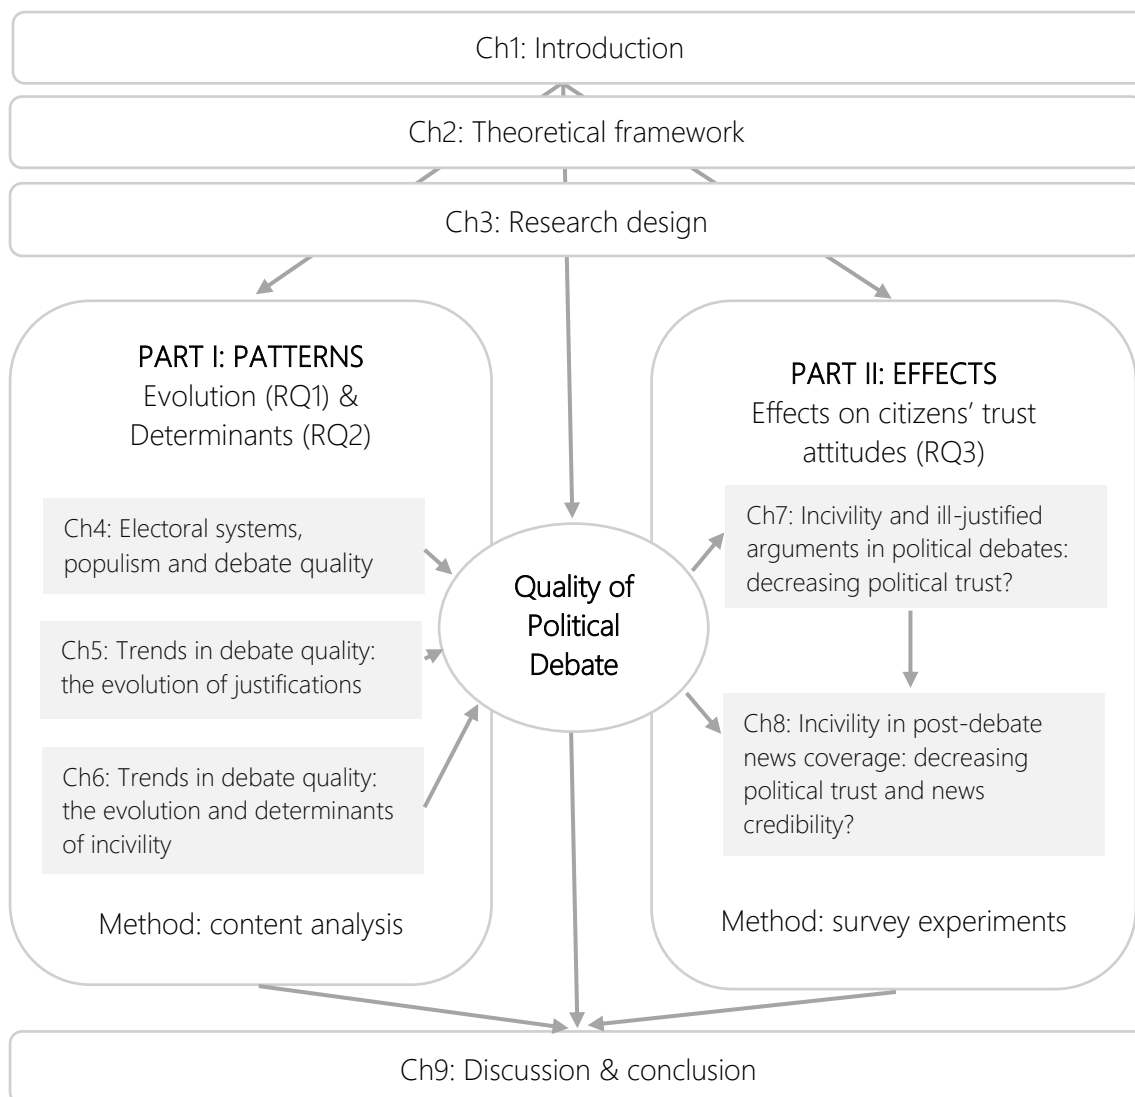 Ch1: Introduction
Ch2: Theoretical framework
Ch3: Research design
PART I: PATTERNS
Evolution (RQ1) &
Determinants (RQ2)
Ch4: Electoral systems,
populism and debate quality
Ch5: Trends in debate quality:
the evolution of justifications
Ch6: Trends in debate quality:
the evolution and determinants
of incivility
Method: content analysis
Quality of
Political
Debate
PART II: EFFECTS
Effects on citizens’ trust
attitudes (RQ3)
Ch7: Incivility and ill-justified
arguments in political debates:
decreasing political trust?
Ch8: Incivility in post-debate
news coverage: decreasing
political trust and news
credibility?
Method: survey experiments
Ch9: Discussion & conclusion